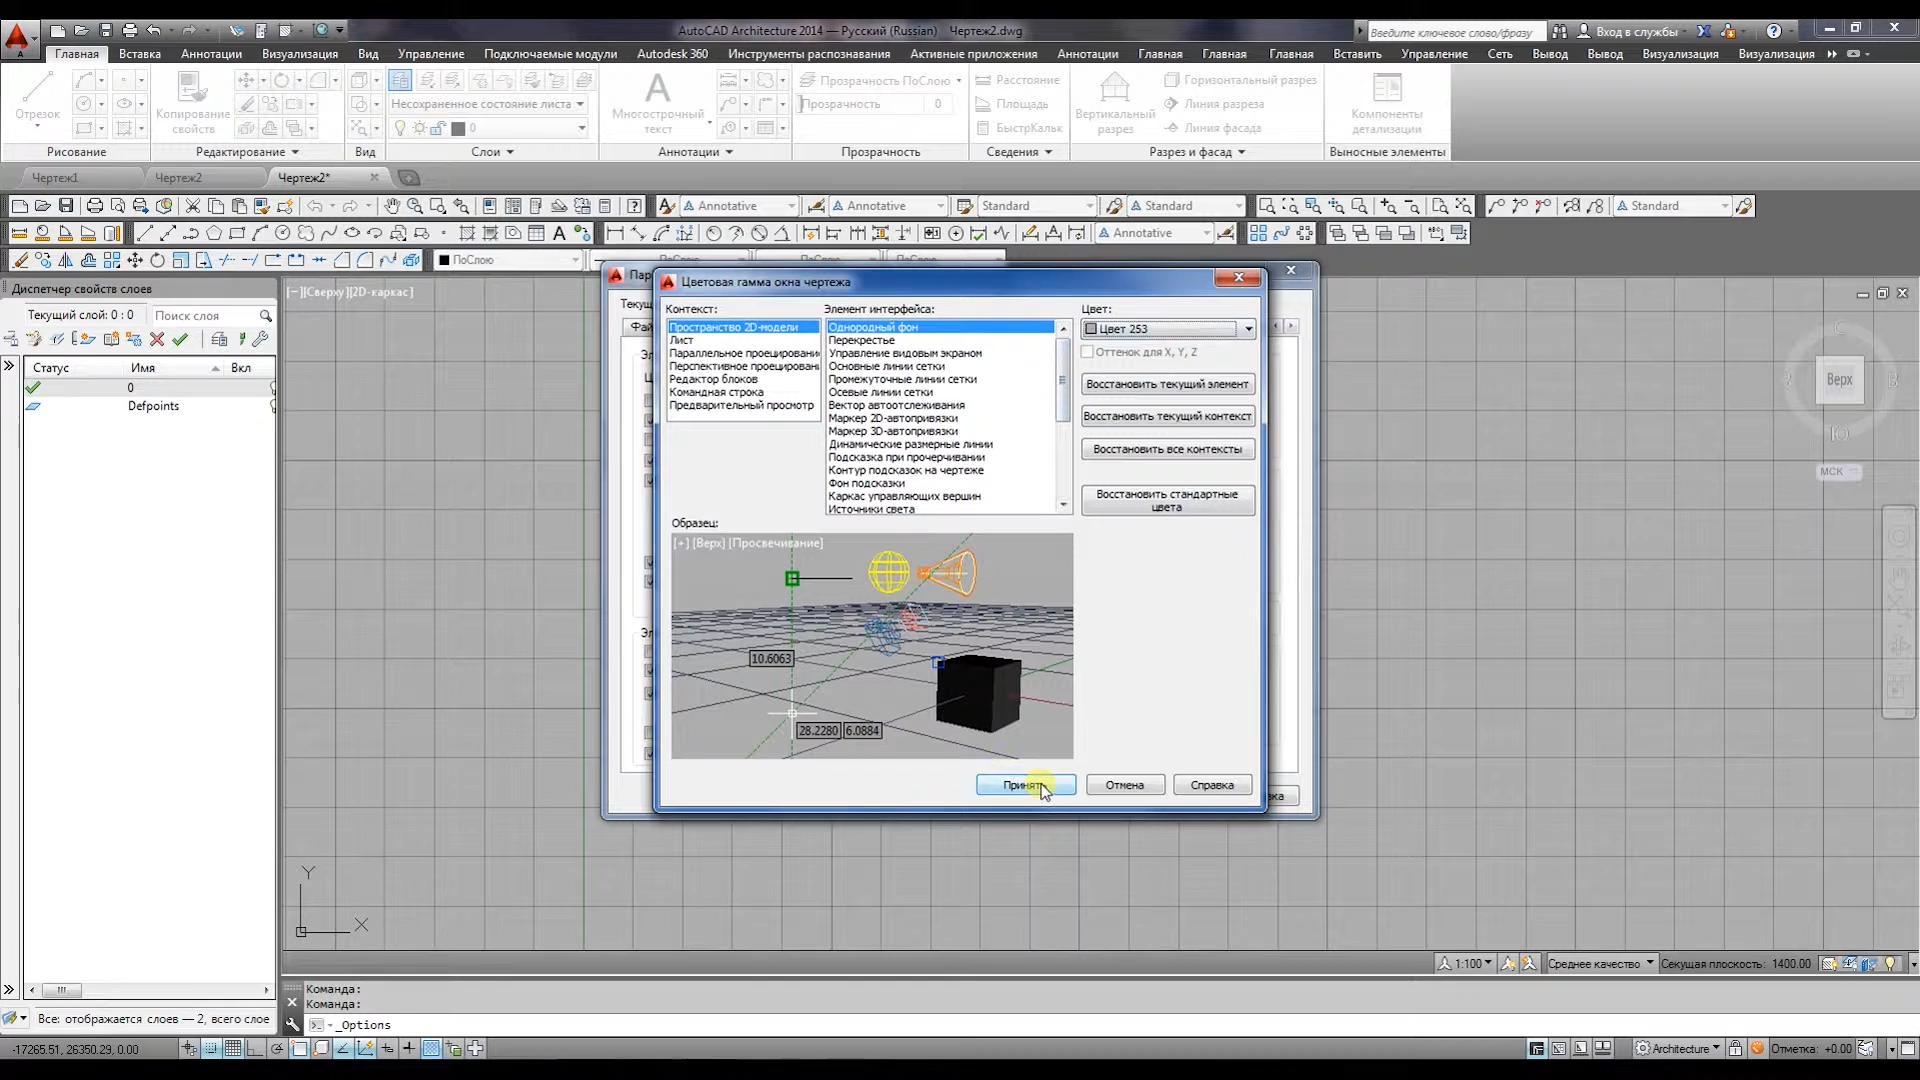 AutoCAD Architecture 2014 — Русский (Russian) Чертеж2.dwg
Введите ключевое слово/фразу
Вход в службы
Главная Вставка Аннотации Визуализация Вид Управление Подключаемые модули Autodesk 360 Инструменты распознавания Активные приложения Аннотации Главная Главная Главная Вставить Управление Сеть Вывод Вывод Визуализация Визуализация
Отрезок
Копирование свойств
Несохраненное состояние листа
0
Многострочный текст
Прозрачность ПоСлою
Прозрачность 0
Расстояние
Площадь
БыстрКальк
Вертикальный разрез
Горизонтальный разрез
Линия разреза
Линия фасада
Компоненты детализации
Рисование Редактирование Вид Слои Аннотации Прозрачность Сведения Разрез и фасад Выносные элементы
Чертеж1 Чертеж2 Чертеж2*
Annotative Annotative Standard Standard Standard
Annotative
ПоСлою ПоСлою ПоСлою
Диспетчер свойств слоев
Текущий слой: 0 : 0 Поиск слоя
Статус Имя Вкл
0
Defpoints
Все: отображается слоев — 2, всего слое
[−][Сверху][2D-каркас]
Цветовая гамма окна чертежа
Контекст: Элемент интерфейса: Цвет:
Пространство 2D-модели
Лист
Параллельное проецировани
Перспективное проецирован
Редактор блоков
Командная строка
Предварительный просмотр
Однородный фон
Перекрестье
Управление видовым экраном
Основные линии сетки
Промежуточные линии сетки
Осевые линии сетки
Вектор автоотслеживания
Маркер 2D-автопривязки
Маркер 3D-автопривязки
Динамические размерные линии
Подсказка при прочерчивании
Контур подсказок на чертеже
Фон подсказки
Каркас управляющих вершин
Источники света
Цвет 253
Оттенок для X, Y, Z
Восстановить текущий элемент
Восстановить текущий контекст
Восстановить все контексты
Восстановить стандартные цвета
Образец:
[+] [Верх] [Просвечивание]
10.6063
28.2280 6.0884
Принять Отмена Справка
Верх
С
В
Ю
МСК
Y
X
1:100 Среднее качество Секущая плоскость: 1400.00
Команда:
Команда:
_Options
-17265.51, 26350.29, 0.00
Architecture Отметка: +0.00